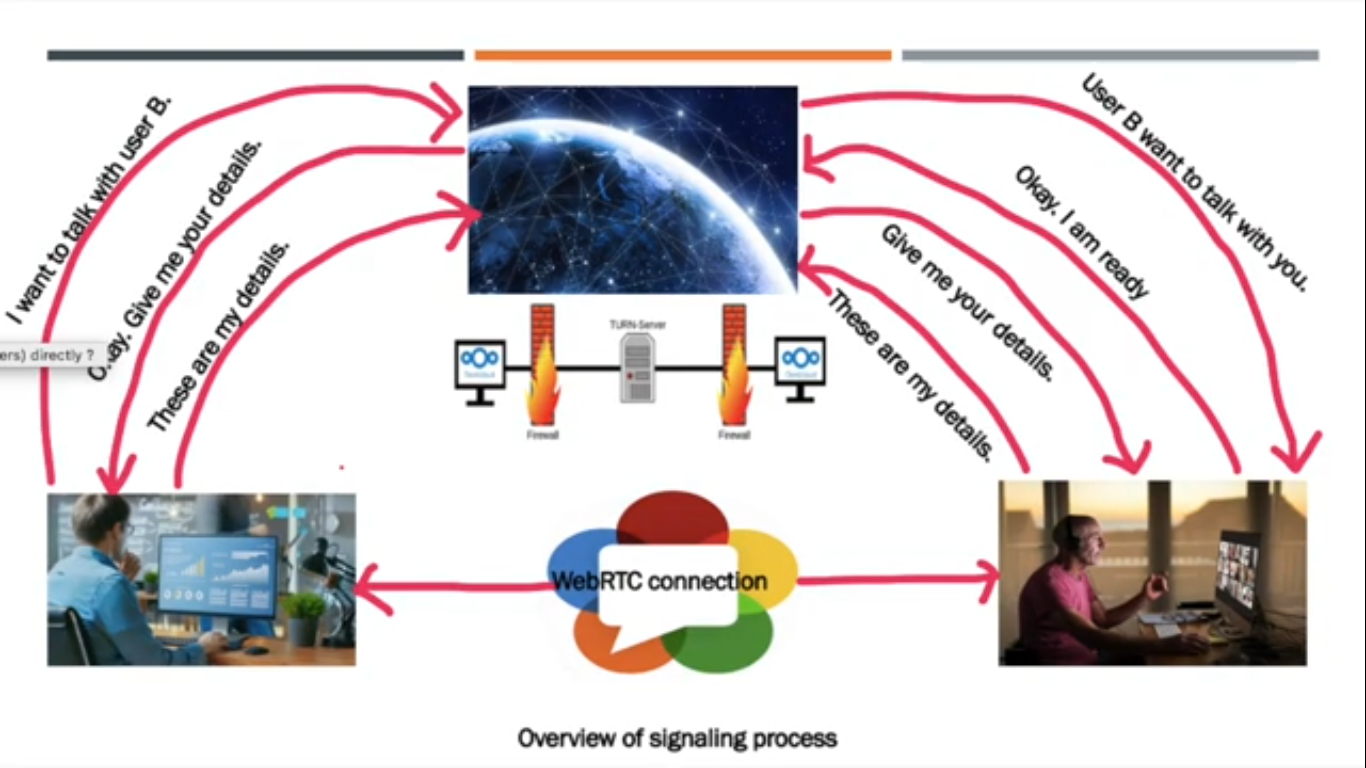 I want to talk with user B.
Okay. Give me your details.
These are my details.
User B want to talk with you.
Okay. I am ready
Give me your details.
These are my details.
ers) directly ?
TURN-Server
Firewall
Firewall
WebRTC connection
Overview of signaling process